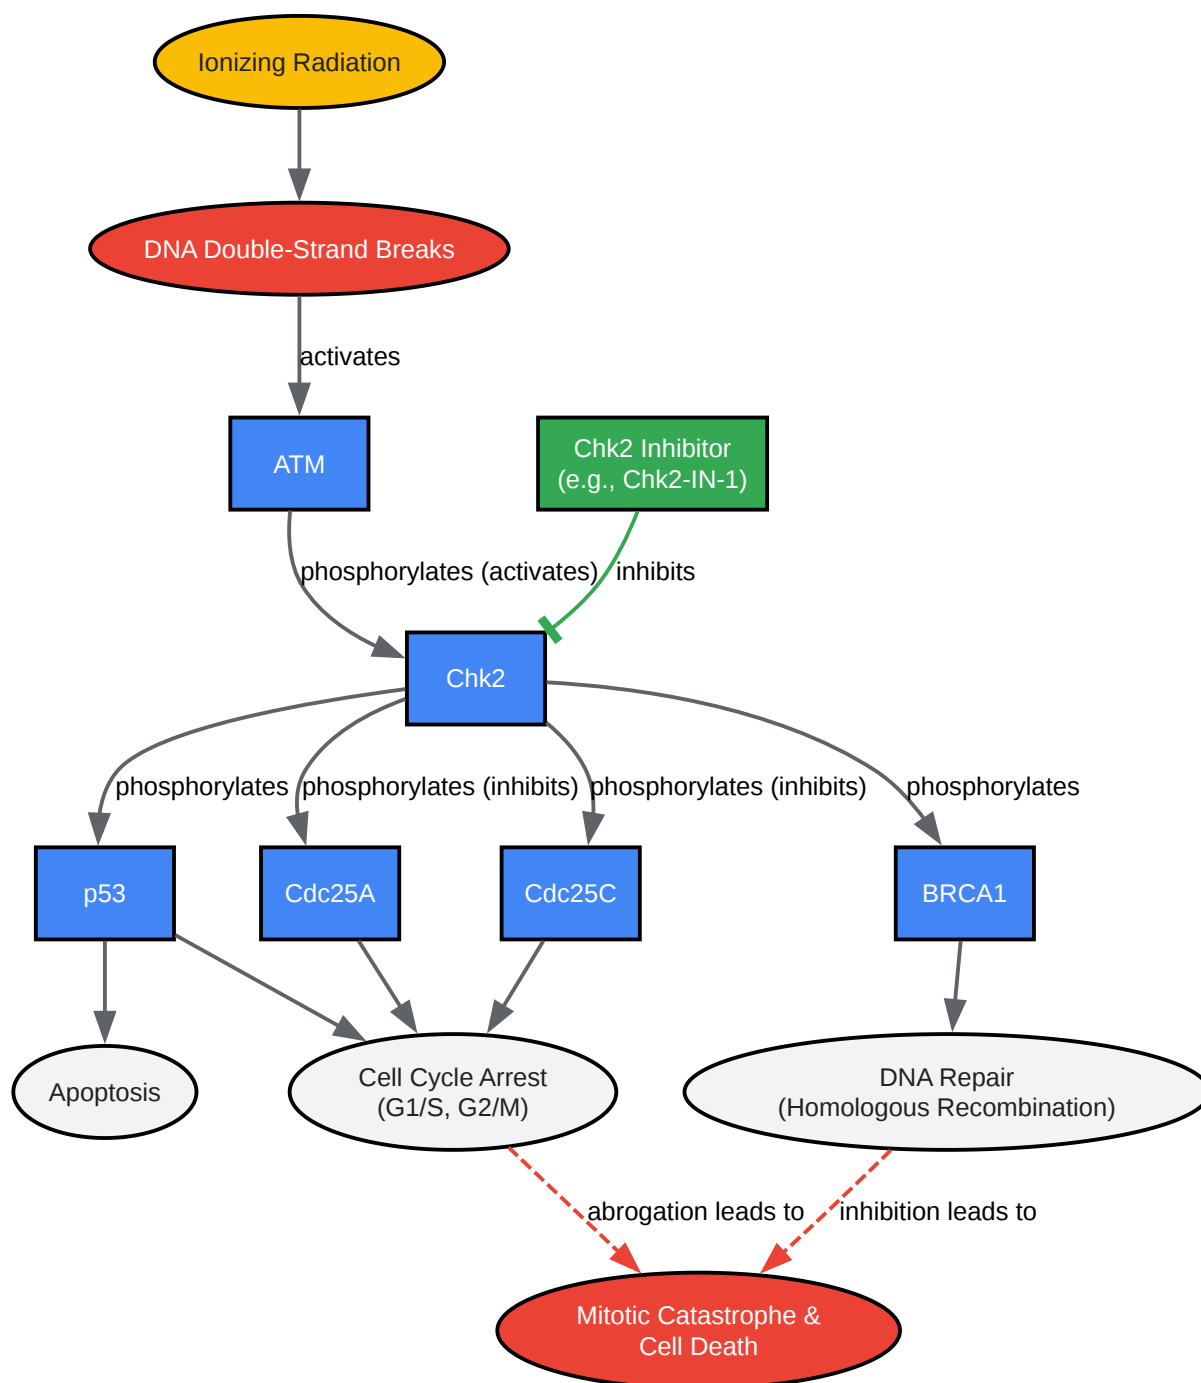 Ionizing Radiation
DNA Double-Strand Breaks
activates
ATM
Chk2 Inhibitor
(e.g., Chk2-IN-1)
phosphorylates (activates)
inhibits
Chk2
phosphorylates
phosphorylates (inhibits)
phosphorylates (inhibits)
phosphorylates
p53
Cdc25A
Cdc25C
BRCA1
Apoptosis
Cell Cycle Arrest
(G1/S, G2/M)
DNA Repair
(Homologous Recombination)
abrogation leads to
inhibition leads to
Mitotic Catastrophe &
Cell Death